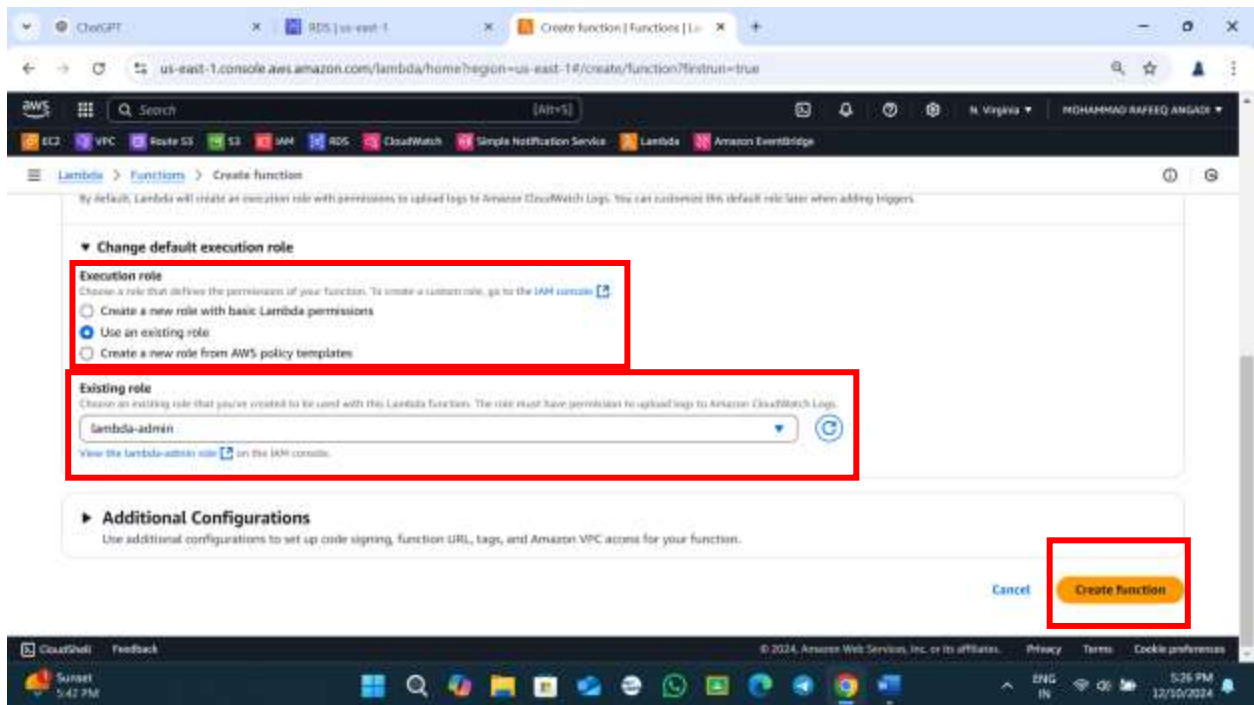 ChatGPT
RDS | us-east-1
Create function | Functions | La
us-east-1.console.aws.amazon.com/lambda/home?region=us-east-1#/create/function?firstrun=true
aws
Search
[Alt+S]
N. Virginia
MOHAMMAD RAFEEQ ANGADI
EC2 VPC Route 53 S3 IAM RDS CloudWatch Simple Notification Service Lambda Amazon EventBridge
Lambda > Functions > Create function
By default, Lambda will create an execution role with permissions to upload logs to Amazon CloudWatch Logs. You can customize this default role later when adding triggers.
Change default execution role
Execution role
Choose a role that defines the permissions of your function. To create a custom role, go to the IAM console
Create a new role with basic Lambda permissions
Use an existing role
Create a new role from AWS policy templates
Existing role
Choose an existing role that you've created to be used with this Lambda function. The role must have permission to upload logs to Amazon CloudWatch Logs.
lambda-admin
View the lambda-admin role on the IAM console.
Additional Configurations
Use additional configurations to set up code signing, function URL, tags, and Amazon VPC access for your function.
Cancel
Create function
CloudShell Feedback
© 2024, Amazon Web Services, Inc. or its affiliates. Privacy Terms Cookie preferences
Sunset
5:42 PM
ENG
IN
5:26 PM
12/10/2024